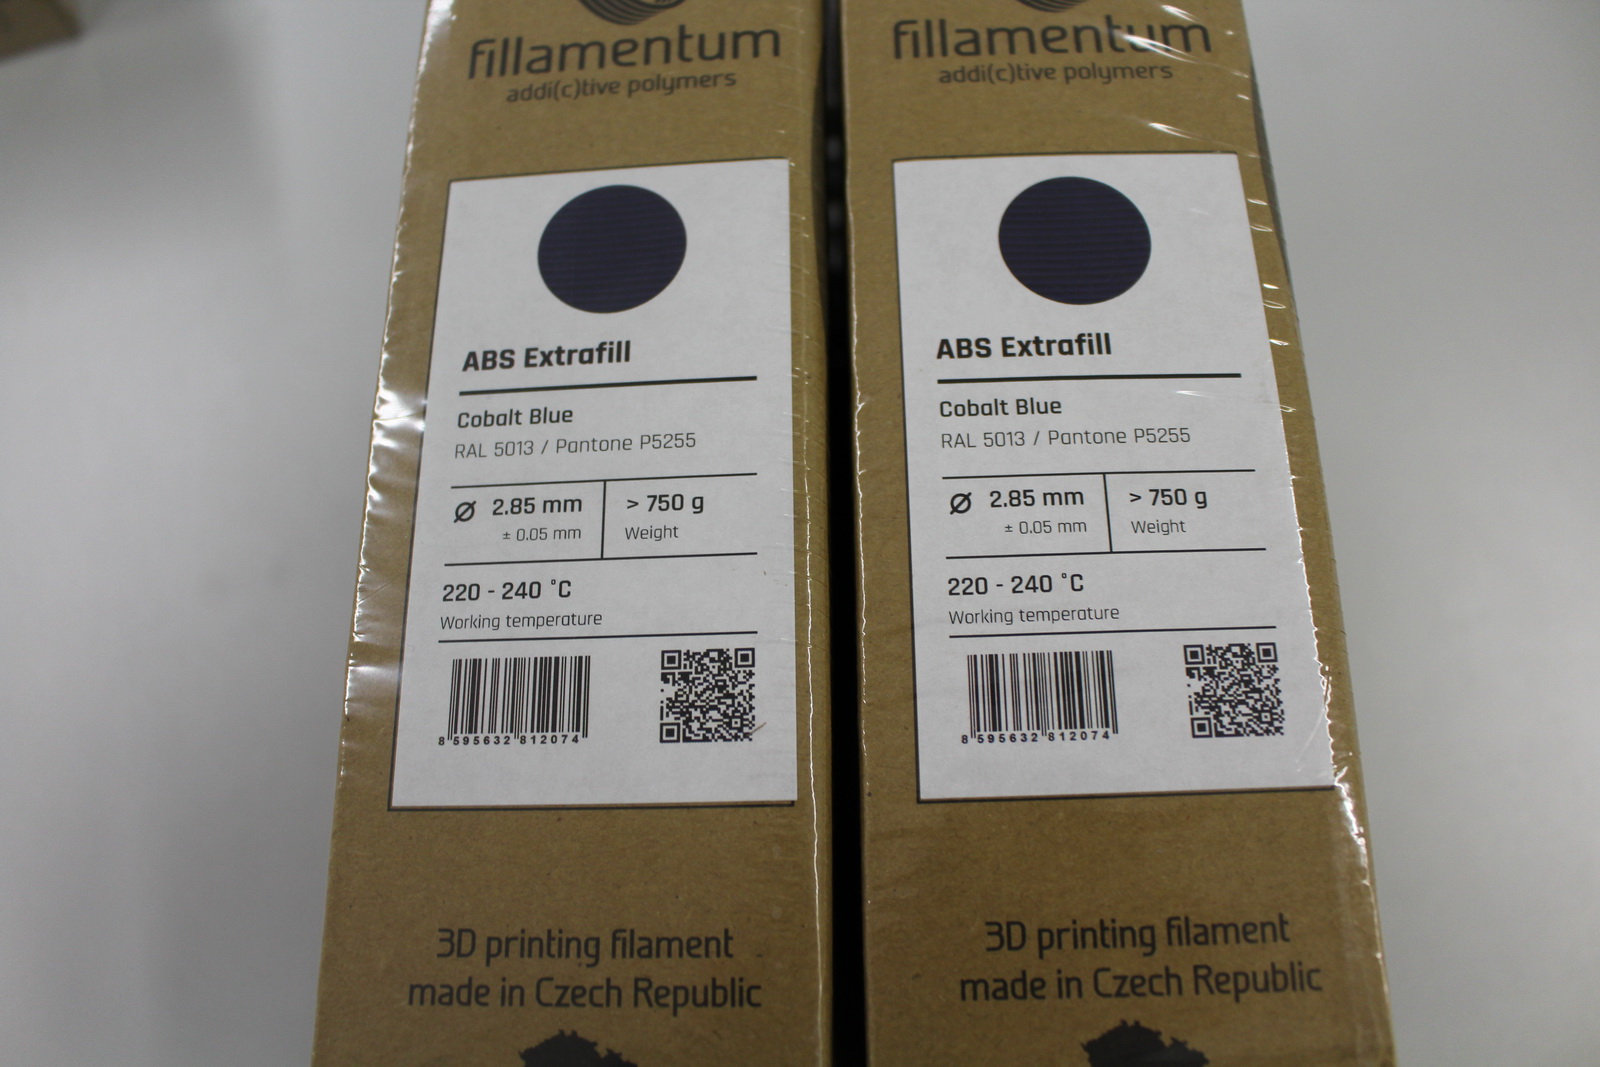 fillamentum
addi(c)tive polymers
ABS Extrafill
Cobalt Blue
RAL 5013 / Pantone P5255
Ø 2.85 mm
± 0.05 mm
> 750 g
Weight
220 - 240 °C
Working temperature
8 595632 812074
3D printing filament
made in Czech Republic
fillamentum
addi(c)tive polymers
ABS Extrafill
Cobalt Blue
RAL 5013 / Pantone P5255
Ø 2.85 mm
± 0.05 mm
> 750 g
Weight
220 - 240 °C
Working temperature
8 595632 812074
3D printing filament
made in Czech Republic